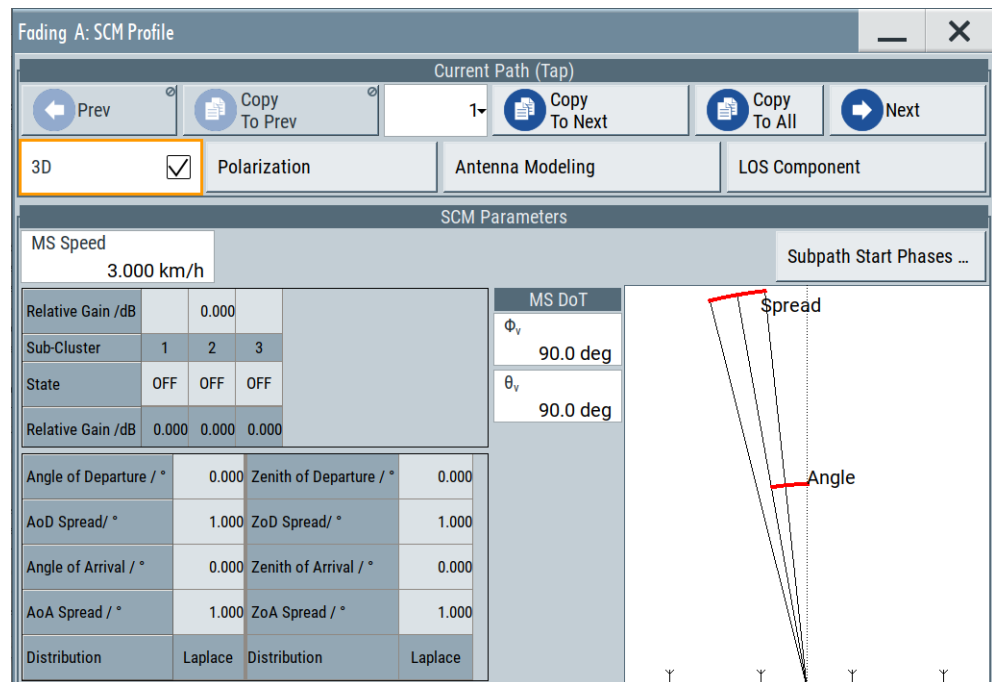 Fading A: SCM Profile
Current Path (Tap)
Prev
Copy
To Prev
1
Copy
To Next
Copy
To All
Next
3D
Polarization
Antenna Modeling
LOS Component
SCM Parameters
MS Speed
3.000 km/h
Subpath Start Phases ...
Relative Gain /dB 0.000
Sub-Cluster 1 2 3
State OFF OFF OFF
Relative Gain /dB 0.000 0.000 0.000
MS DoT
Φv
90.0 deg
θv
90.0 deg
Spread
Angle
Angle of Departure / ° 0.000 Zenith of Departure / ° 0.000
AoD Spread/ ° 1.000 ZoD Spread/ ° 1.000
Angle of Arrival / ° 0.000 Zenith of Arrival / ° 0.000
AoA Spread / ° 1.000 ZoA Spread / ° 1.000
Distribution Laplace Distribution Laplace